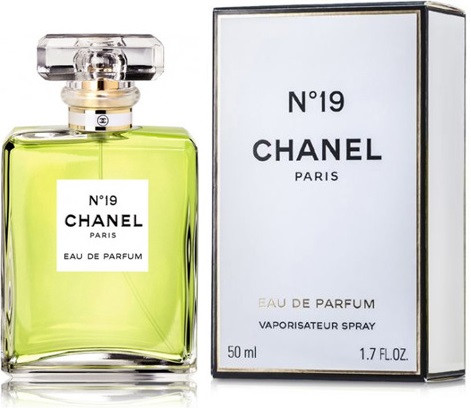 N°19
CHANEL
PARIS
EAU DE PARFUM
N°19
CHANEL
PARIS
EAU DE PARFUM
VAPORISATEUR SPRAY
50 ml 1.7 FL.OZ.